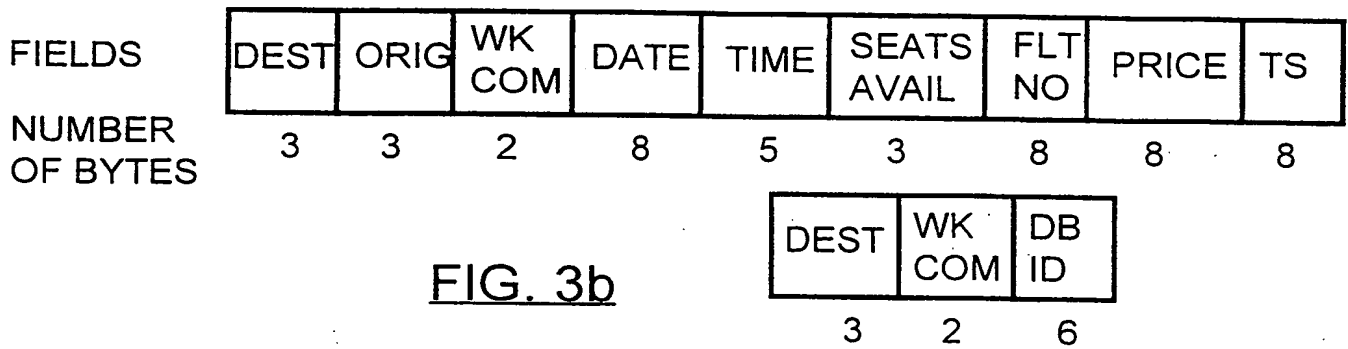 FIELDS DEST ORIG WK COM DATE TIME SEATS AVAIL FLT NO PRICE TS
NUMBER OF BYTES 3 3 2 8 5 3 8 8 8
DEST WK COM DB ID
FIG. 3b
3 2 6